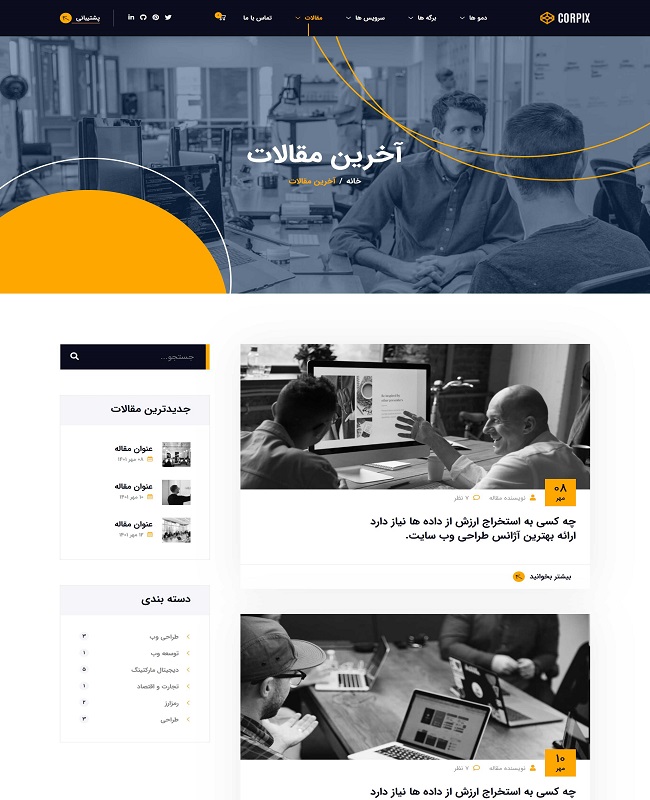 CORPIX
دمو ها
برگه ها
سرویس ها
مقالات
تماس با ما
پشتیبانی
آخرین مقالات
خانه / آخرین مقالات
۰۸
مهر
نویسنده مقاله
۷ نظر
چه کسی به استخراج ارزش از داده ها نیاز دارد
ارائه بهترین آژانس طراحی وب سایت.
بیشتر بخوانید
۱۰
مهر
نویسنده مقاله
۷ نظر
چه کسی به استخراج ارزش از داده ها نیاز دارد
جستجو...
جدیدترین مقالات
عنوان مقاله
۰۸ مهر ۱۴۰۱
عنوان مقاله
۱۰ مهر ۱۴۰۱
عنوان مقاله
۱۲ مهر ۱۴۰۱
دسته بندی
طراحی وب ۳
توسعه وب ۱
دیجیتال مارکتینگ ۵
تجارت و اقتصاد ۱
رمزارز ۲
طراحی ۳